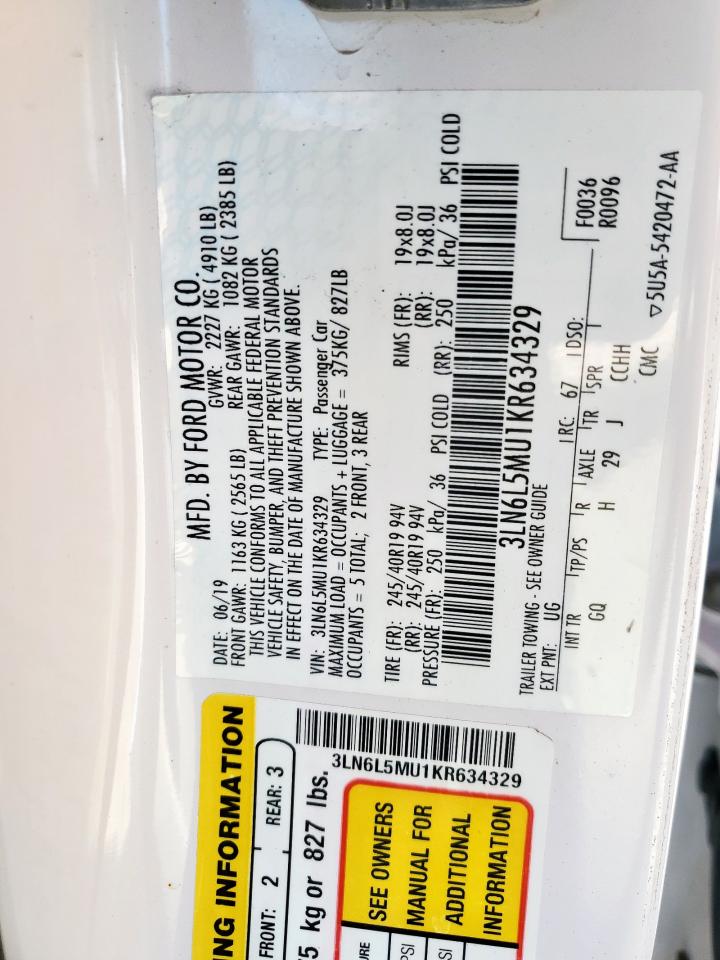 MFD. BY FORD MOTOR CO.
DATE: 06/19 GVWR: 2227 KG ( 4910 LB)
FRONT GAWR: 1163 KG ( 2565 LB) REAR GAWR: 1082 KG ( 2385 LB)
THIS VEHICLE CONFORMS TO ALL APPLICABLE FEDERAL MOTOR
VEHICLE SAFETY, BUMPER, AND THEFT PREVENTION STANDARDS
IN EFFECT ON THE DATE OF MANUFACTURE SHOWN ABOVE.
VIN: 3LN6L5MU1KR634329 TYPE: Passenger Car
MAXIMUM LOAD = OCCUPANTS + LUGGAGE = 375KG/ 827LB
OCCUPANTS = 5 TOTAL; 2 FRONT, 3 REAR
TIRE (FR): 245/40R19 94V RIMS (FR): 19x8.0J
(RR): 245/40R19 94V (RR): 19x8.0J
PRESSURE (FR): 250 kPa/ 36 PSI COLD (RR): 250 kPa/ 36 PSI COLD
3LN6L5MU1KR634329
TRAILER TOWING - SEE OWNER GUIDE
EXT PNT: UG RC: 67 DSO:
INT TR TP/PS R AXLE TR SPR
GQ H 29 J CCHH
CMC
F0036
R0096
▽5U5A-5420472-AA
NG INFORMATION
FRONT: 2 REAR: 3
5 kg or 827 lbs.
3LN6L5MU1KR634329
SEE OWNERS
MANUAL FOR
ADDITIONAL
INFORMATION
URE
PSI
SI